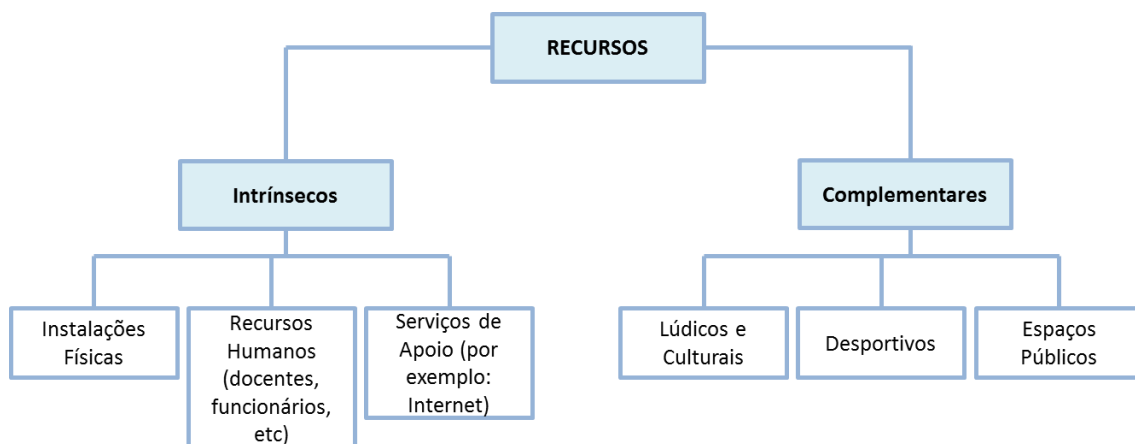 RECURSOS
Intrínsecos
Complementares
Instalações
Físicas
Recursos
Humanos
(docentes,
funcionários,
etc)
Serviços de
Apoio (por
exemplo:
Internet)
Lúdicos e
Culturais
Desportivos
Espaços
Públicos